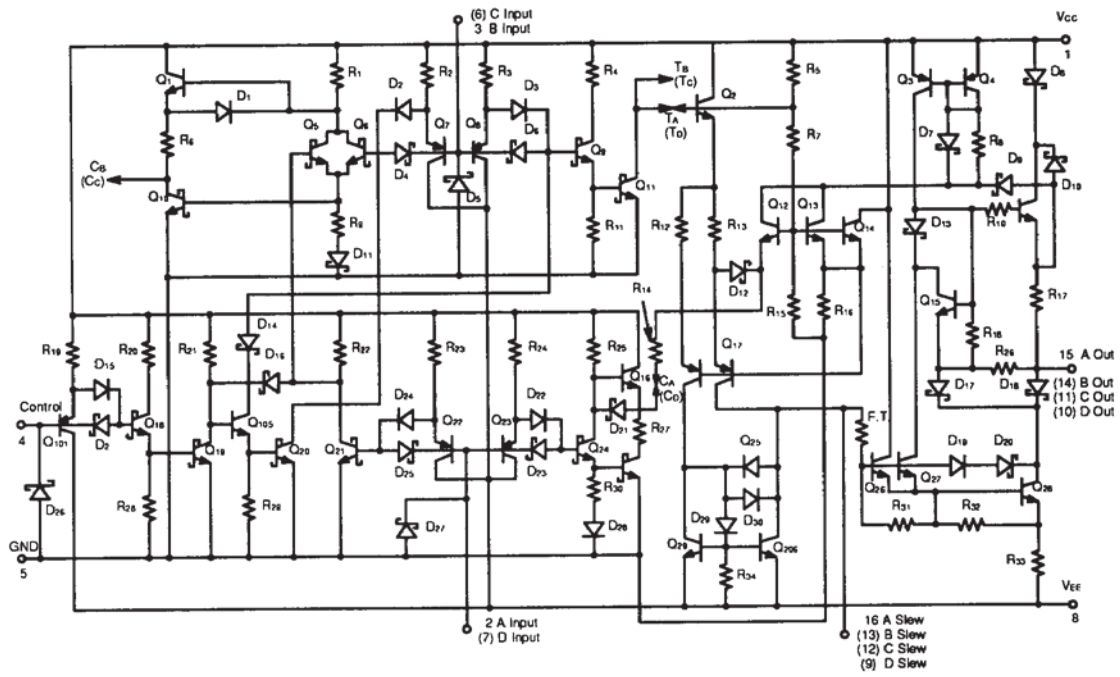 (6) C Input
3 B Input
VCC
1
Q1
D1
R1
D2
R2
R3
D3
R4
TB
(TC)
TA
(TD)
Q2
R5
Q3
Q4
D6
R6
Q5
Q6
Q7
Q8
D6
Q9
R7
D7
R8
D9
D10
CB
(CC)
Q10
D4
D5
Q11
Q12
Q13
Q14
R10
R9
D11
R11
R12
R13
D12
D13
R14
R15
R16
Q15
R17
R18
D14
R19
D15
R20
R21
D16
R22
R23
R24
R25
Q16
CA
(CD)
Q17
R26
D17
D18
15 A Out
(14) B Out
(11) C Out
(10) D Out
Control
4
Q101
D2
Q18
Q105
Q19
Q20
Q21
D24
D25
Q22
Q23
D22
D23
Q24
D21
R27
F.T.
D26
R28
R29
D27
R30
D28
Q25
D29
D30
Q26
Q27
D19
D20
Q28
R31
R32
GND
5
Q29
Q206
R34
R33
VEE
8
2 A Input
(7) D Input
16 A Slew
(13) B Slew
(12) C Slew
(9) D Slew